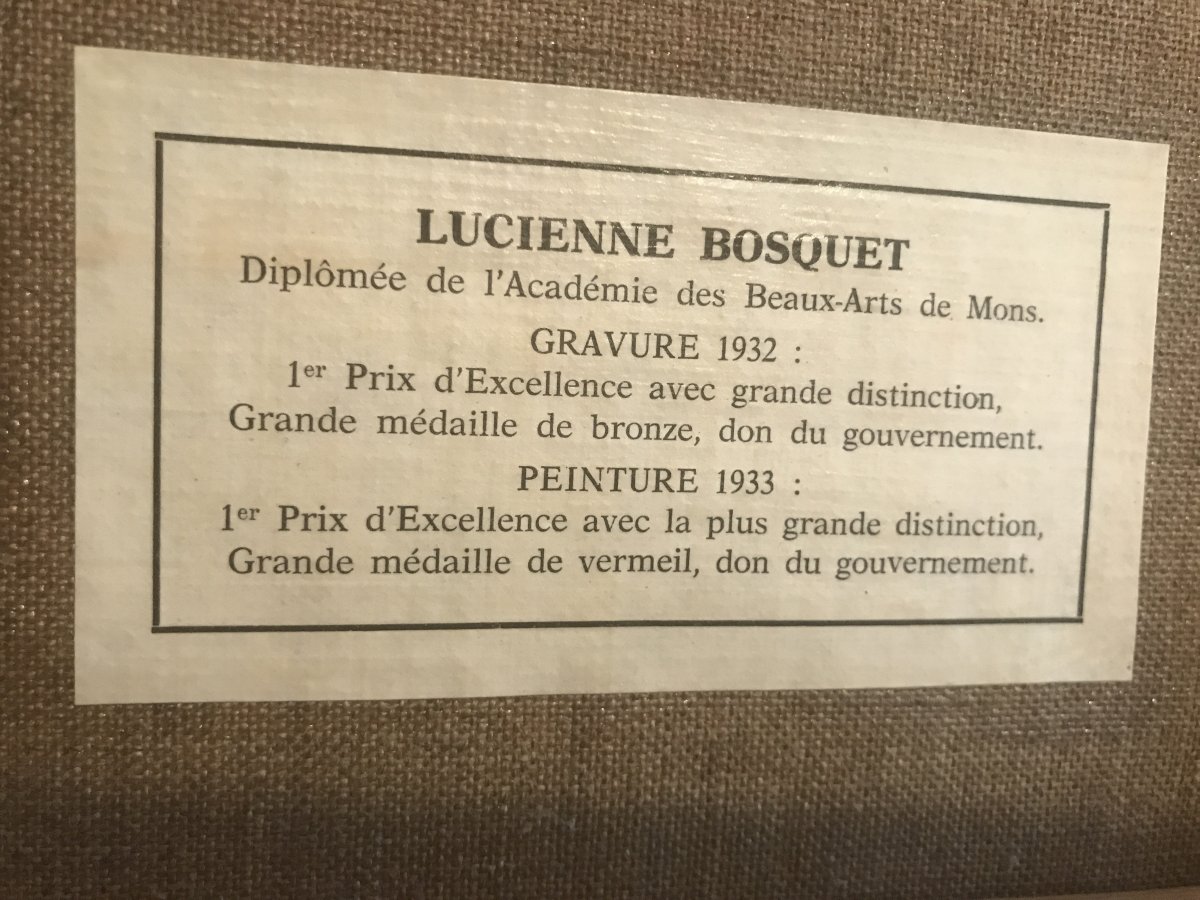 LUCIENNE BOSQUET
Diplômée de l'Académie des Beaux-Arts de Mons.
GRAVURE 1932 :
1er Prix d'Excellence avec grande distinction,
Grande médaille de bronze, don du gouvernement.
PEINTURE 1933 :
1er Prix d'Excellence avec la plus grande distinction,
Grande médaille de vermeil, don du gouvernement.